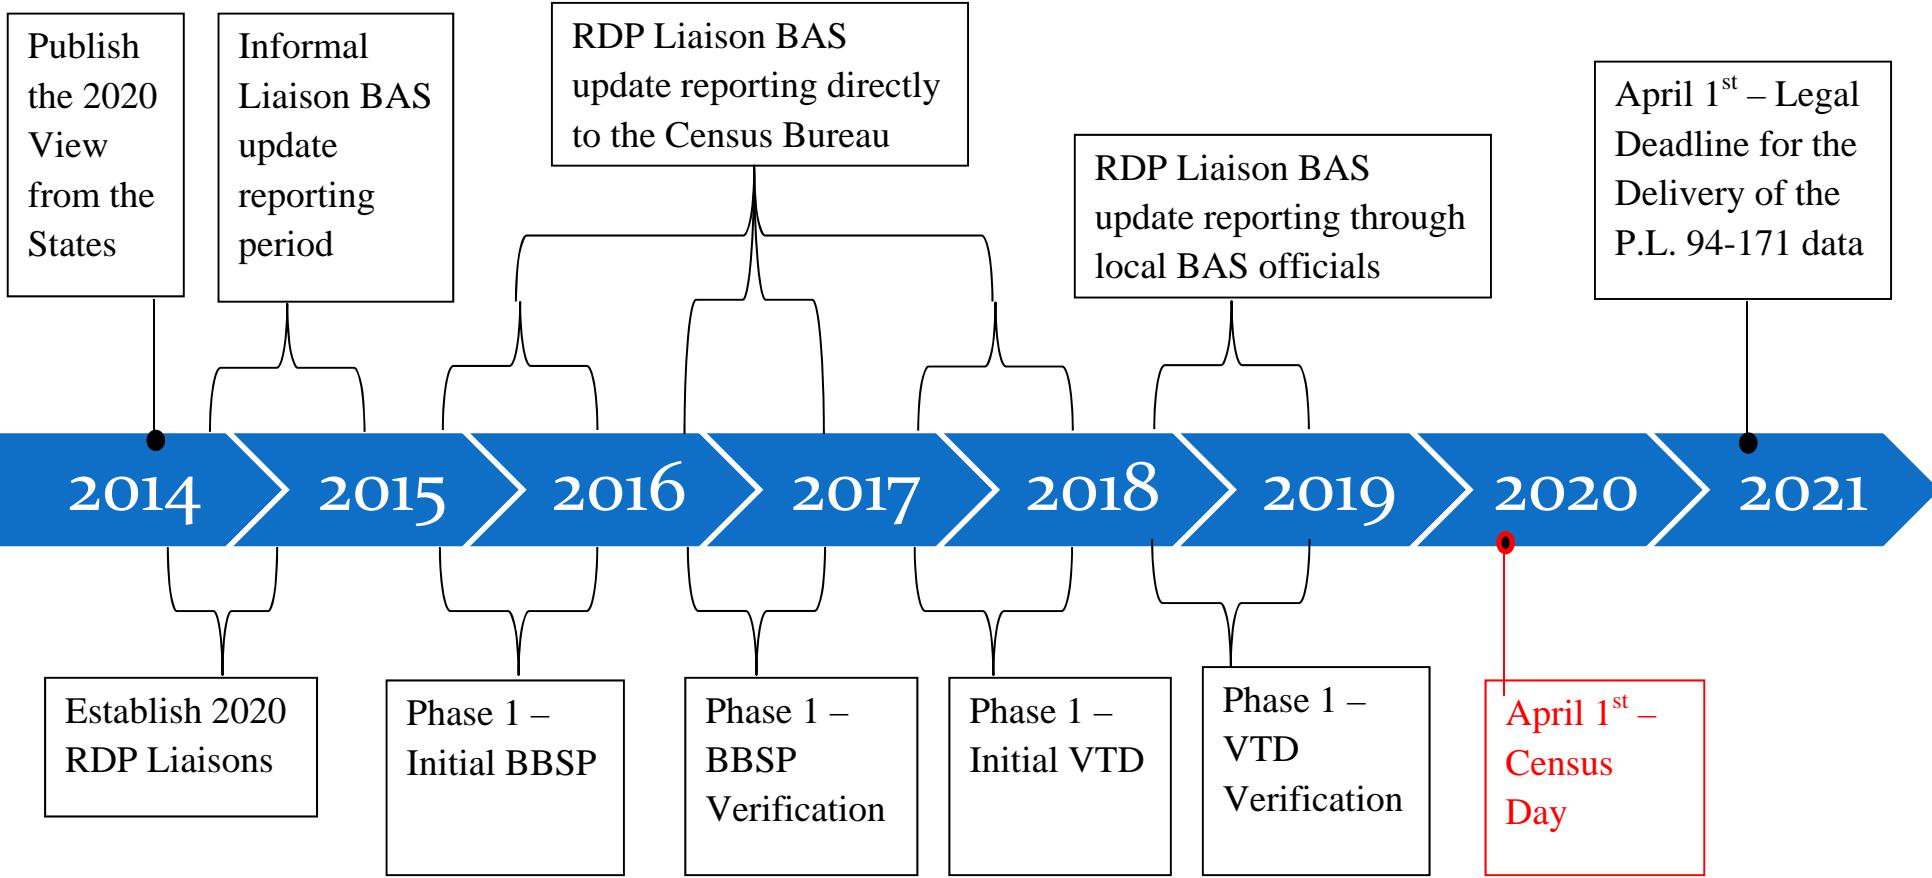 Publish
the 2020
View
from the
States
Informal
Liaison BAS
update
reporting
period
RDP Liaison BAS
update reporting directly
to the Census Bureau
RDP Liaison BAS
update reporting through
local BAS officials
April 1st – Legal
Deadline for the
Delivery of the
P.L. 94-171 data
2014
2015
2016
2017
2018
2019
2020
2021
Establish 2020
RDP Liaisons
Phase 1 –
Initial BBSP
Phase 1 –
BBSP
Verification
Phase 1 –
Initial VTD
Phase 1 –
VTD
Verification
April 1st –
Census
Day